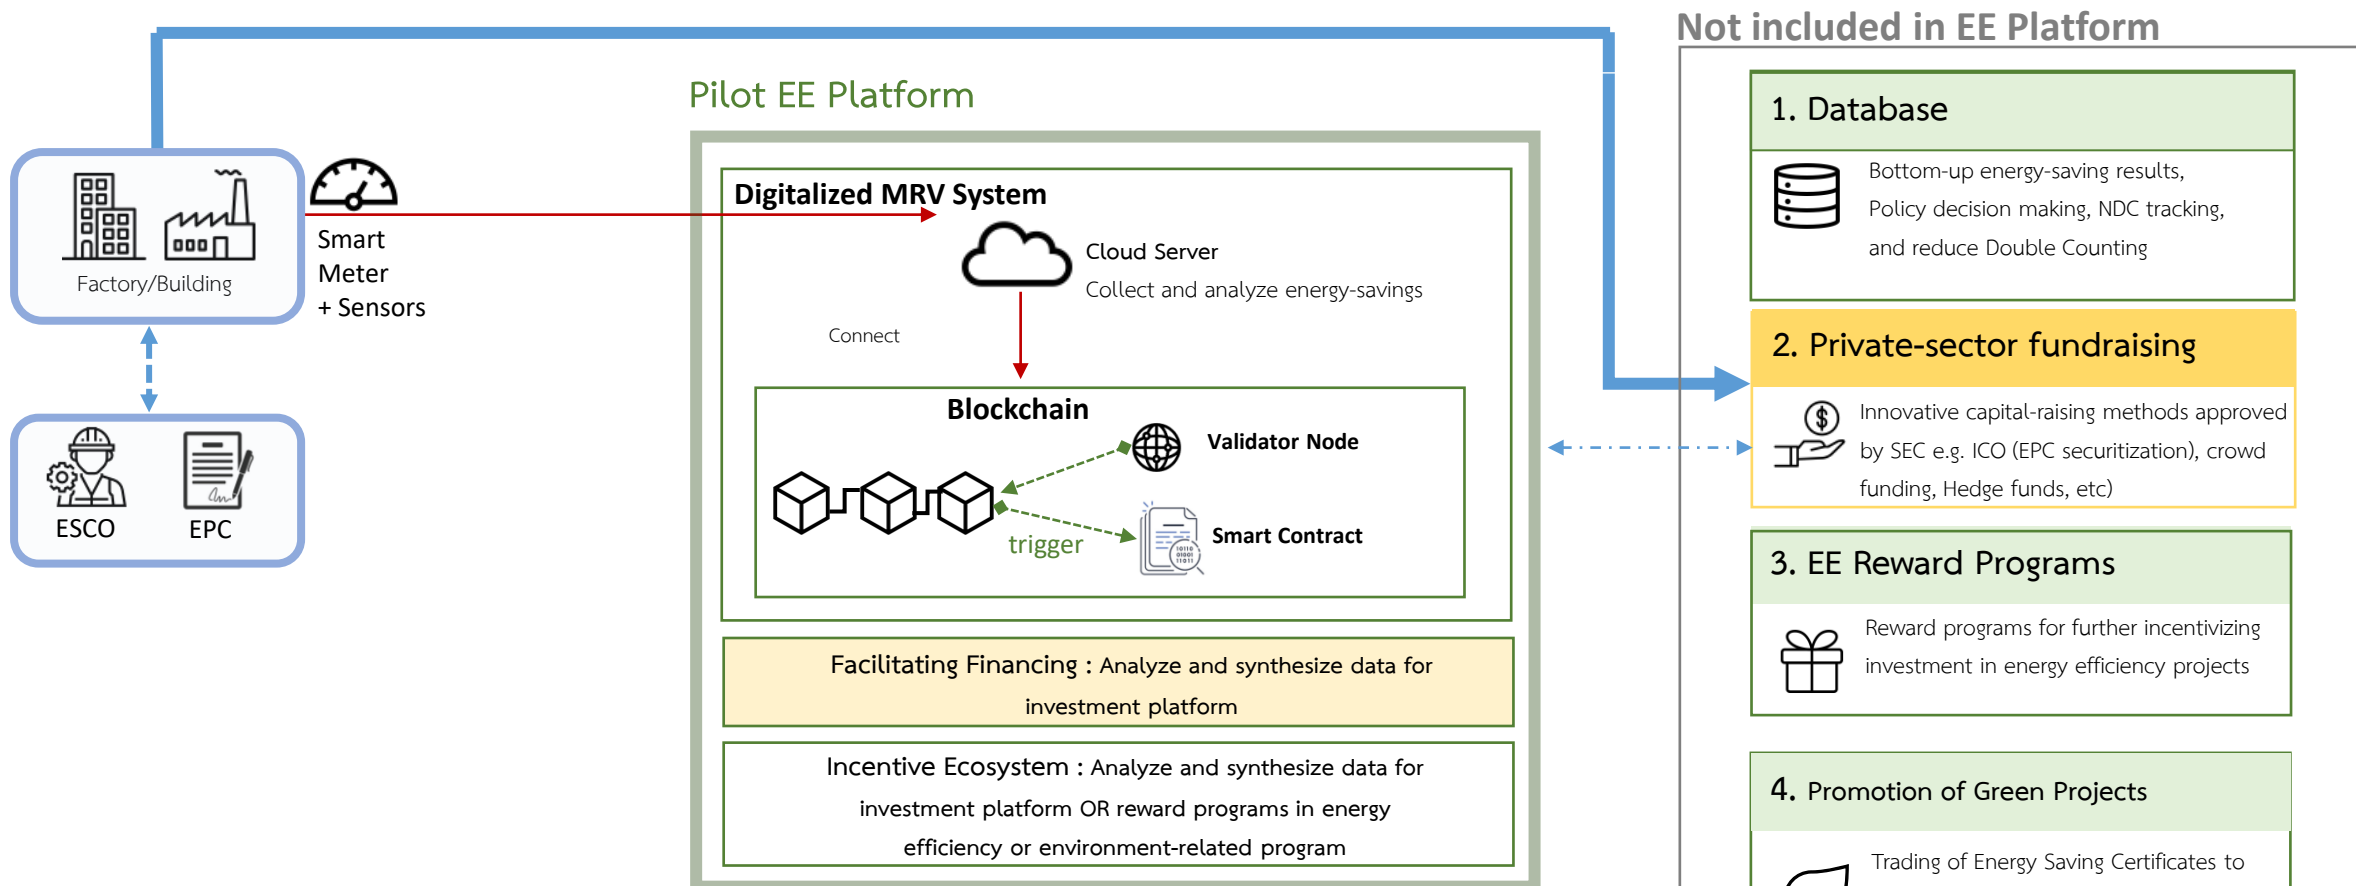 Not included in EE Platform
Pilot EE Platform
Factory/Building
Smart
Meter
+ Sensors
ESCO
EPC
Digitalized MRV System
Cloud Server
Collect and analyze energy-savings
Connect
Blockchain
Validator Node
trigger
Smart Contract
10110
01001
11011
Facilitating Financing : Analyze and synthesize data for
investment platform
Incentive Ecosystem : Analyze and synthesize data for
investment platform OR reward programs in energy
efficiency or environment-related program
1. Database
Bottom-up energy-saving results,
Policy decision making, NDC tracking,
and reduce Double Counting
2. Private-sector fundraising
$
Innovative capital-raising methods approved
by SEC e.g. ICO (EPC securitization), crowd
funding, Hedge funds, etc)
3. EE Reward Programs
Reward programs for further incentivizing
investment in energy efficiency projects
4. Promotion of Green Projects
Trading of Energy Saving Certificates to